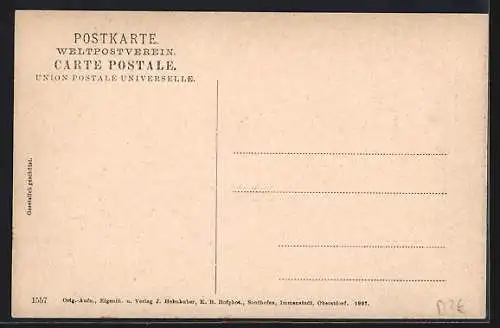 POSTKARTE.
WELTPOSTVEREIN.
CARTE POSTALE.
UNION POSTALE UNIVERSELLE.
Gesetzlich geschützt.
1557 Orig.-Aufn., Eigenth. u. Verlag J. Heimhuber, K. B. Hofphot., Sonthofen, Immenstadt, Oberstdorf. 1907.